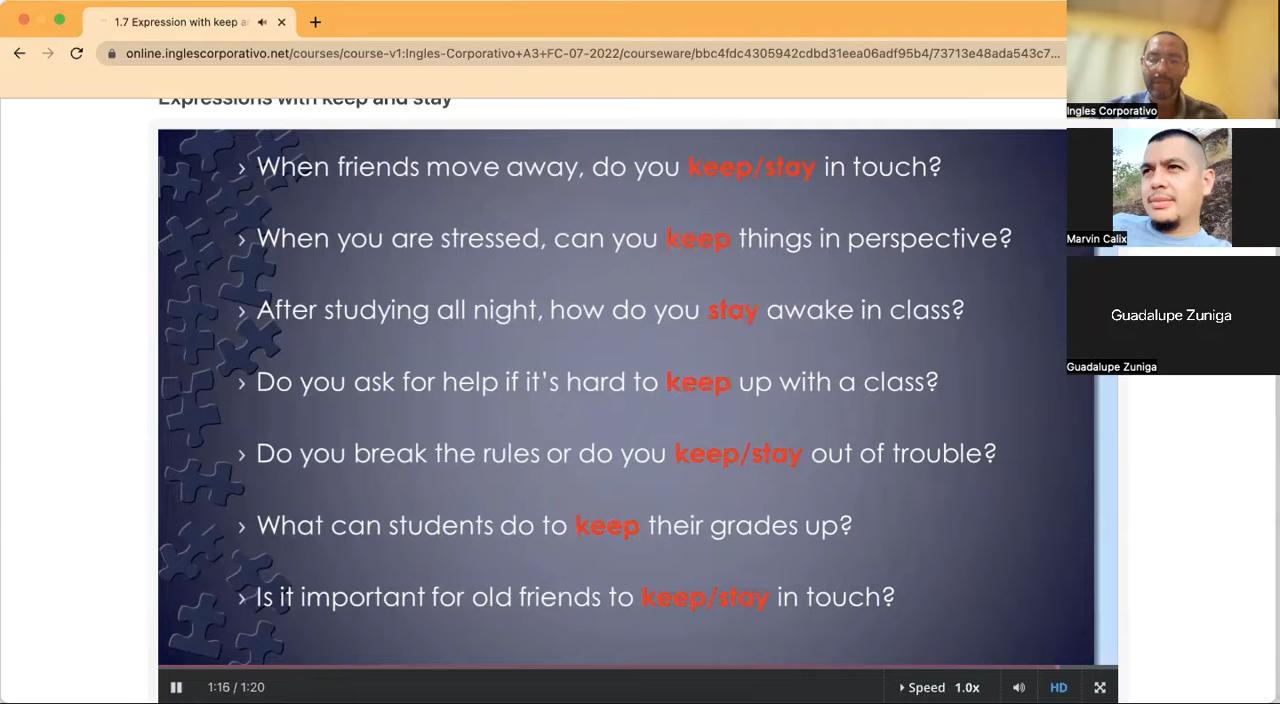 1.7 Expression with keep a
online.inglescorporativo.net/courses/course-v1:Ingles-Corporativo+A3+FC-07-2022/courseware/bbc4fdc4305942cdbd31eea06adf95b4/73713e48ada543c7...
Expressions with keep and stay
› When friends move away, do you keep/stay in touch?
› When you are stressed, can you keep things in perspective?
› After studying all night, how do you stay awake in class?
› Do you ask for help if it's hard to keep up with a class?
› Do you break the rules or do you keep/stay out of trouble?
› What can students do to keep their grades up?
› Is it important for old friends to keep/stay in touch?
1:16 / 1:20
Speed 1.0x
HD
Ingles Corporativo
Marvin Calix
Guadalupe Zuniga
Guadalupe Zuniga